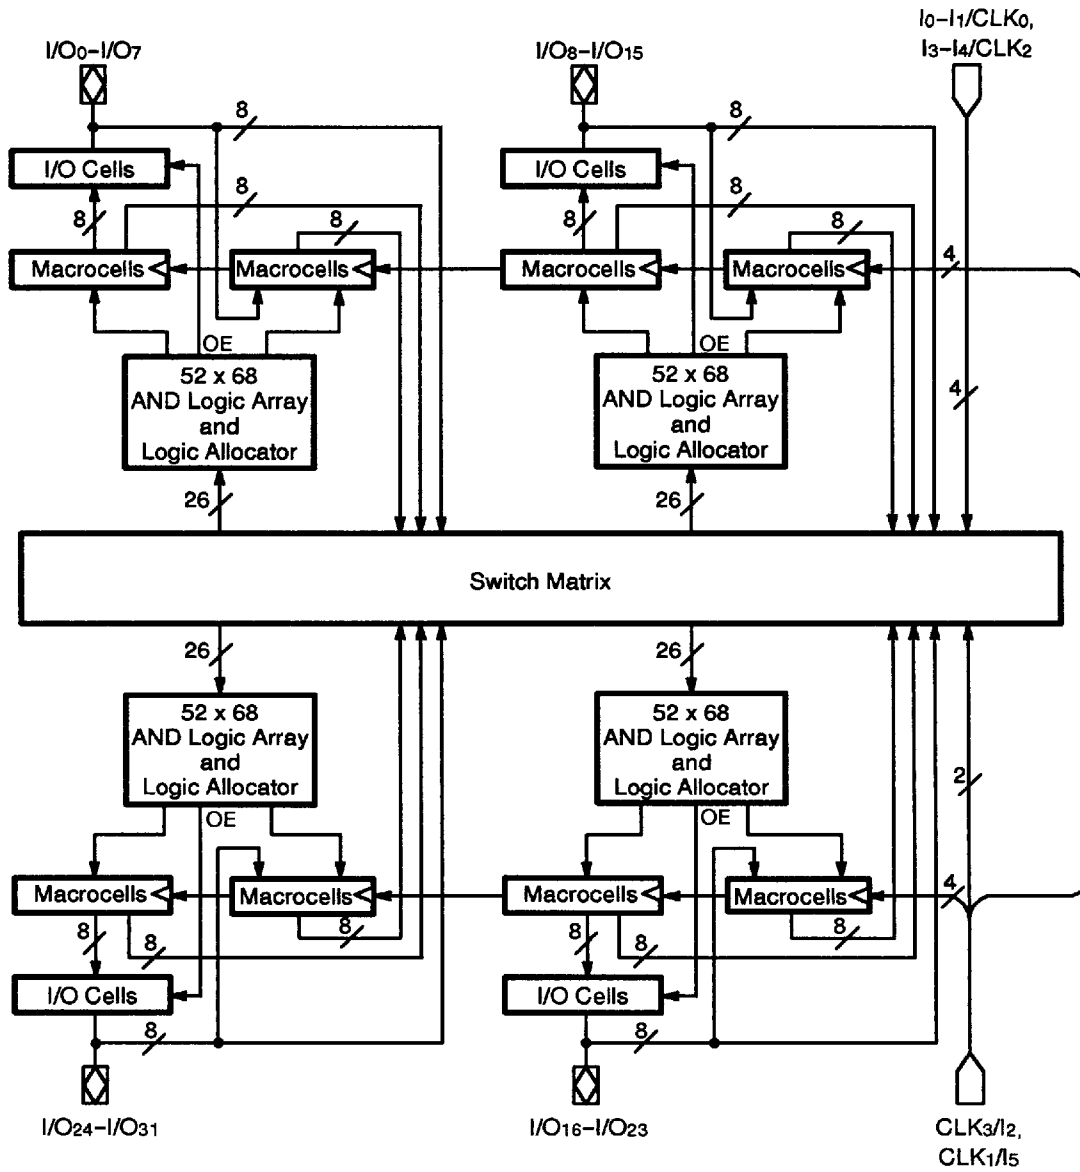 I/O0–I/O7
I/O8–I/O15
I0–I1/CLK0,
I3–I4/CLK2
8
8
I/O Cells
I/O Cells
8
8
8
8
8
8
Macrocells
Macrocells
Macrocells
Macrocells
4
OE
OE
52 x 68
AND Logic Array
and
Logic Allocator
52 x 68
AND Logic Array
and
Logic Allocator
4
26
26
Switch Matrix
26
26
52 x 68
AND Logic Array
and
Logic Allocator
52 x 68
AND Logic Array
and
Logic Allocator
2
OE
OE
Macrocells
Macrocells
Macrocells
Macrocells
4
8
8
8
8
8
8
I/O Cells
I/O Cells
8
8
I/O24–I/O31
I/O16–I/O23
CLK3/I2,
CLK1/I5